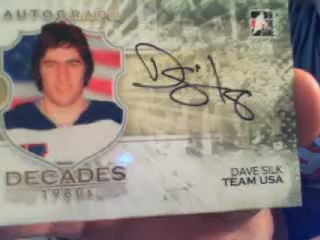 AUTOGRAPH
DAVE SILK
TEAM USA
DECADES
1980s